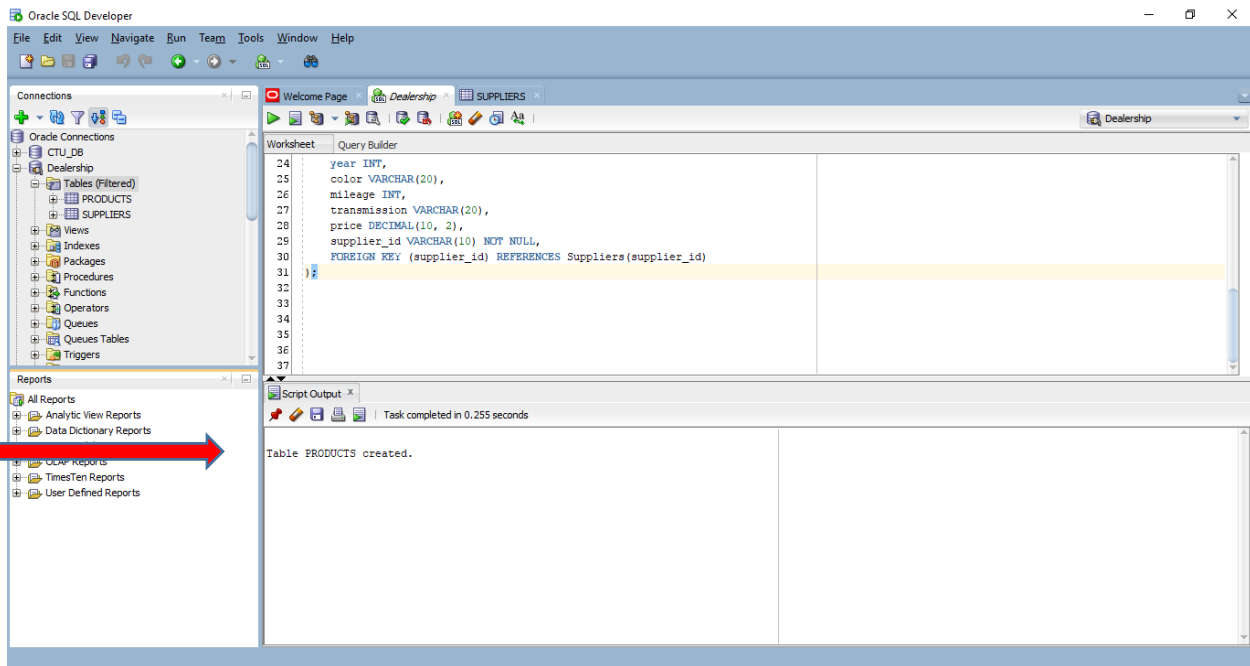 Oracle SQL Developer
File Edit View Navigate Run Team Tools Window Help
Connections
Oracle Connections
CTU_DB
Dealership
Tables (Filtered)
PRODUCTS
SUPPLIERS
Views
Indexes
Packages
Procedures
Functions
Operators
Queues
Queues Tables
Triggers
Reports
All Reports
Analytic View Reports
Data Dictionary Reports
OLAP Reports
TimesTen Reports
User Defined Reports
Welcome Page Dealership SUPPLIERS
Dealership
Worksheet Query Builder
24 year INT,
25 color VARCHAR(20),
26 mileage INT,
27 transmission VARCHAR(20),
28 price DECIMAL(10, 2),
29 supplier_id VARCHAR(10) NOT NULL,
30 FOREIGN KEY (supplier_id) REFERENCES Suppliers(supplier_id)
31 );
32
33
34
35
36
37
Script Output
Task completed in 0.255 seconds
Table PRODUCTS created.